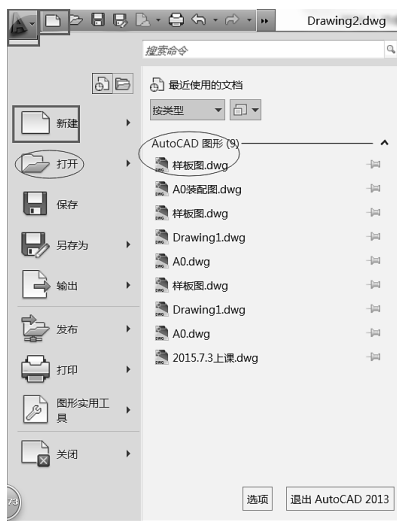 Drawing2.dwg
搜索命令
最近使用的文档
按类型
新建
打开
保存
另存为
输出
发布
打印
图形实用工具
关闭
AutoCAD 图形 (9)
样板图.dwg
A0装配图.dwg
样板图.dwg
Drawing1.dwg
A0.dwg
样板图.dwg
Drawing1.dwg
A0.dwg
2015.7.3上课.dwg
选项
退出 AutoCAD 2013